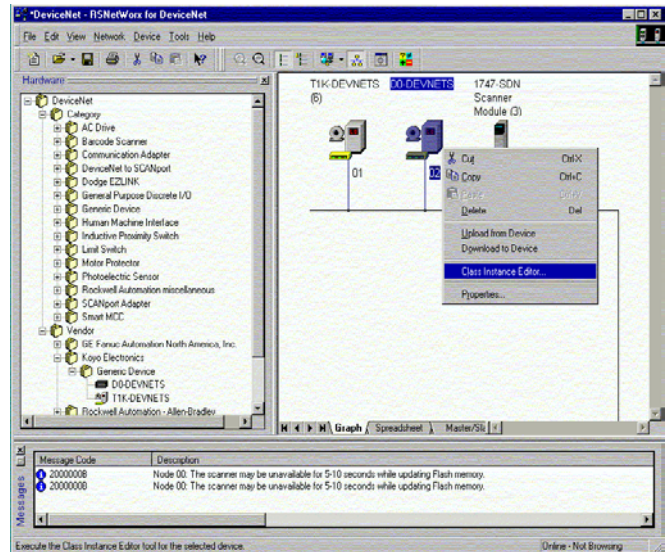 *DeviceNet - RSNetWorx for DeviceNet
File Edit View Network Device Tools Help
Hardware
DeviceNet
Category
AC Drive
Barcode Scanner
Communication Adapter
DeviceNet to SCANport
Dodge EZLINK
General Purpose Discrete I/O
Generic Device
Human Machine Interface
Inductive Proximity Switch
Limit Switch
Motor Protector
Photoelectric Sensor
Rockwell Automation miscellaneous
SCANport Adapter
Smart MCC
Vendor
GE Fanuc Automation North America, Inc.
Koyo Electronics
Generic Device
D0-DEVNETS
T1K-DEVNETS
Rockwell Automation - Allen-Bradley
T1K-DEVNETS (6)
D0-DEVNETS
1747-SDN Scanner Module (3)
01
02
Cut Ctrl+X
Copy Ctrl+C
Paste Ctrl+V
Delete Del
Upload from Device
Download to Device
Class Instance Editor...
Properties...
Graph Spreadsheet Master/Sla
Messages
Message Code Description
2000000B Node 00: The scanner may be unavailable for 5-10 seconds while updating Flash memory.
2000000B Node 00: The scanner may be unavailable for 5-10 seconds while updating Flash memory.
Execute the Class Instance Editor tool for the selected device.
Online - Not Browsing